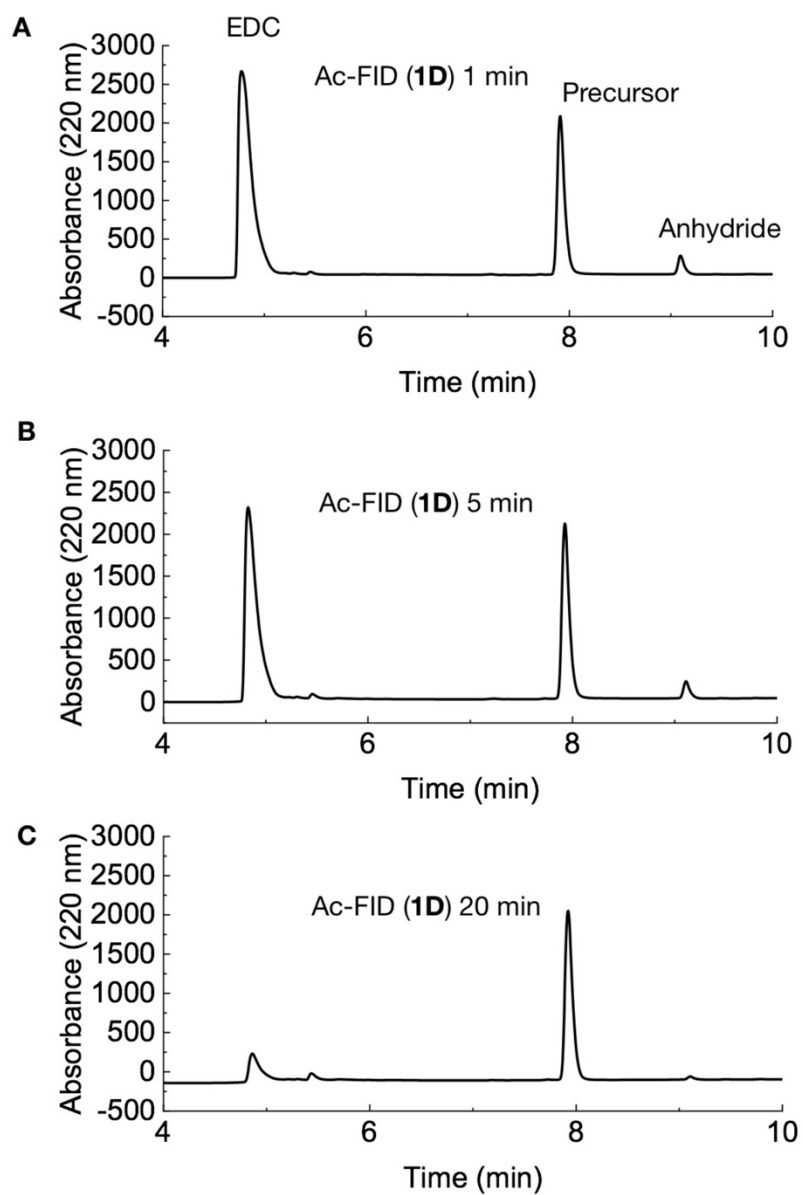 A
EDC
Ac-FID (1D) 1 min
Precursor
Anhydride
Absorbance (220 nm)
3000
2500
2000
1500
1000
500
0
-500
4 6 8 10
Time (min)
B
Ac-FID (1D) 5 min
Absorbance (220 nm)
3000
2500
2000
1500
1000
500
0
4 6 8 10
Time (min)
C
Ac-FID (1D) 20 min
Absorbance (220 nm)
3000
2500
2000
1500
1000
500
0
-500
4 6 8 10
Time (min)